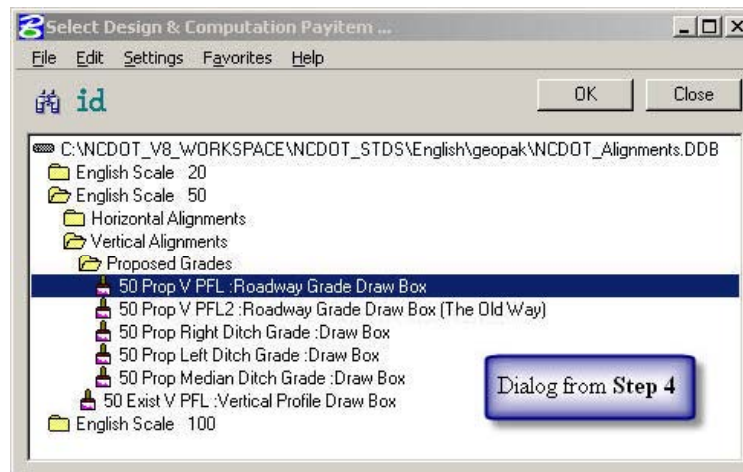 Select Design & Computation Payitem ...
File Edit Settings Favorites Help
id
OK Close
C:\NCDOT_V8_WORKSPACE\NCDOT_STDS\English\geopak\NCDOT_Alignments.DDB
English Scale 20
English Scale 50
Horizontal Alignments
Vertical Alignments
Proposed Grades
50 Prop V PFL :Roadway Grade Draw Box
50 Prop V PFL2 :Roadway Grade Draw Box (The Old Way)
50 Prop Right Ditch Grade :Draw Box
50 Prop Left Ditch Grade :Draw Box
50 Prop Median Ditch Grade :Draw Box
50 Exist V PFL :Vertical Profile Draw Box
English Scale 100
Dialog from Step 4